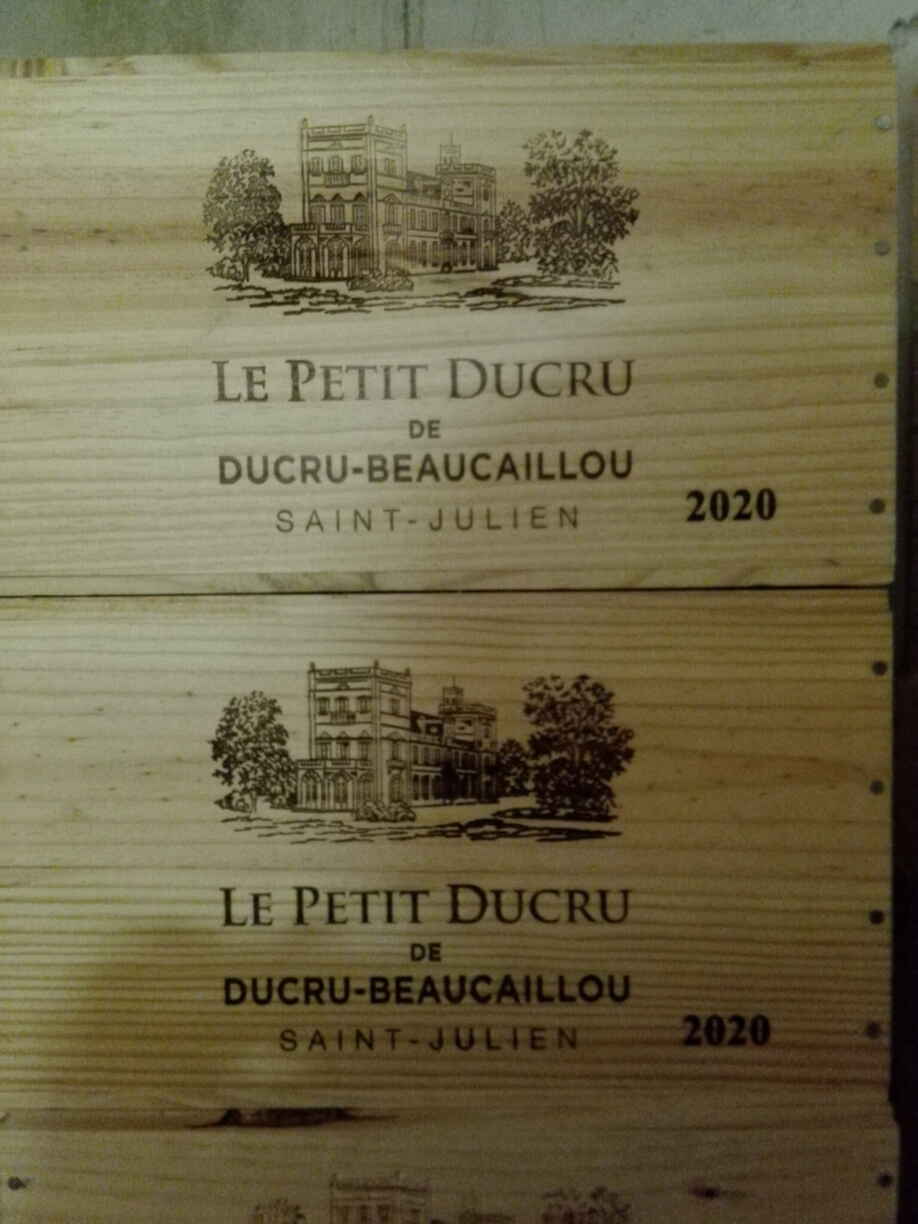 LE PETIT DUCRU
DE
DUCRU-BEAUCAILLOU
SAINT-JULIEN
2020
LE PETIT DUCRU
DE
DUCRU-BEAUCAILLOU
SAINT-JULIEN
2020